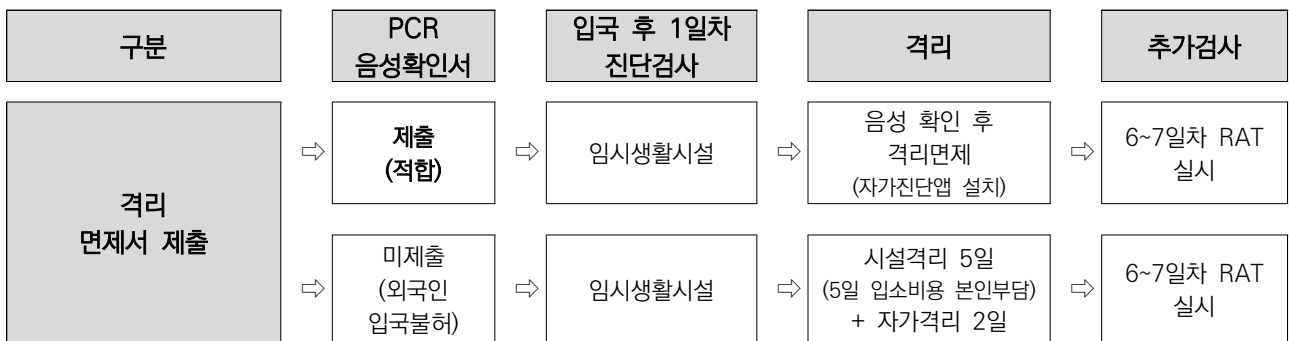 구분
PCR
음성확인서
입국 후 1일차
진단검사
격리
추가검사
격리
면제서 제출
⇨
제출
(적합)
⇨
임시생활시설
⇨
음성 확인 후
격리면제
(자가진단앱 설치)
⇨
6~7일차 RAT
실시
⇨
미제출
(외국인
입국불허)
⇨
임시생활시설
⇨
시설격리 5일
(5일 입소비용 본인부담)
+ 자가격리 2일
⇨
6~7일차 RAT
실시